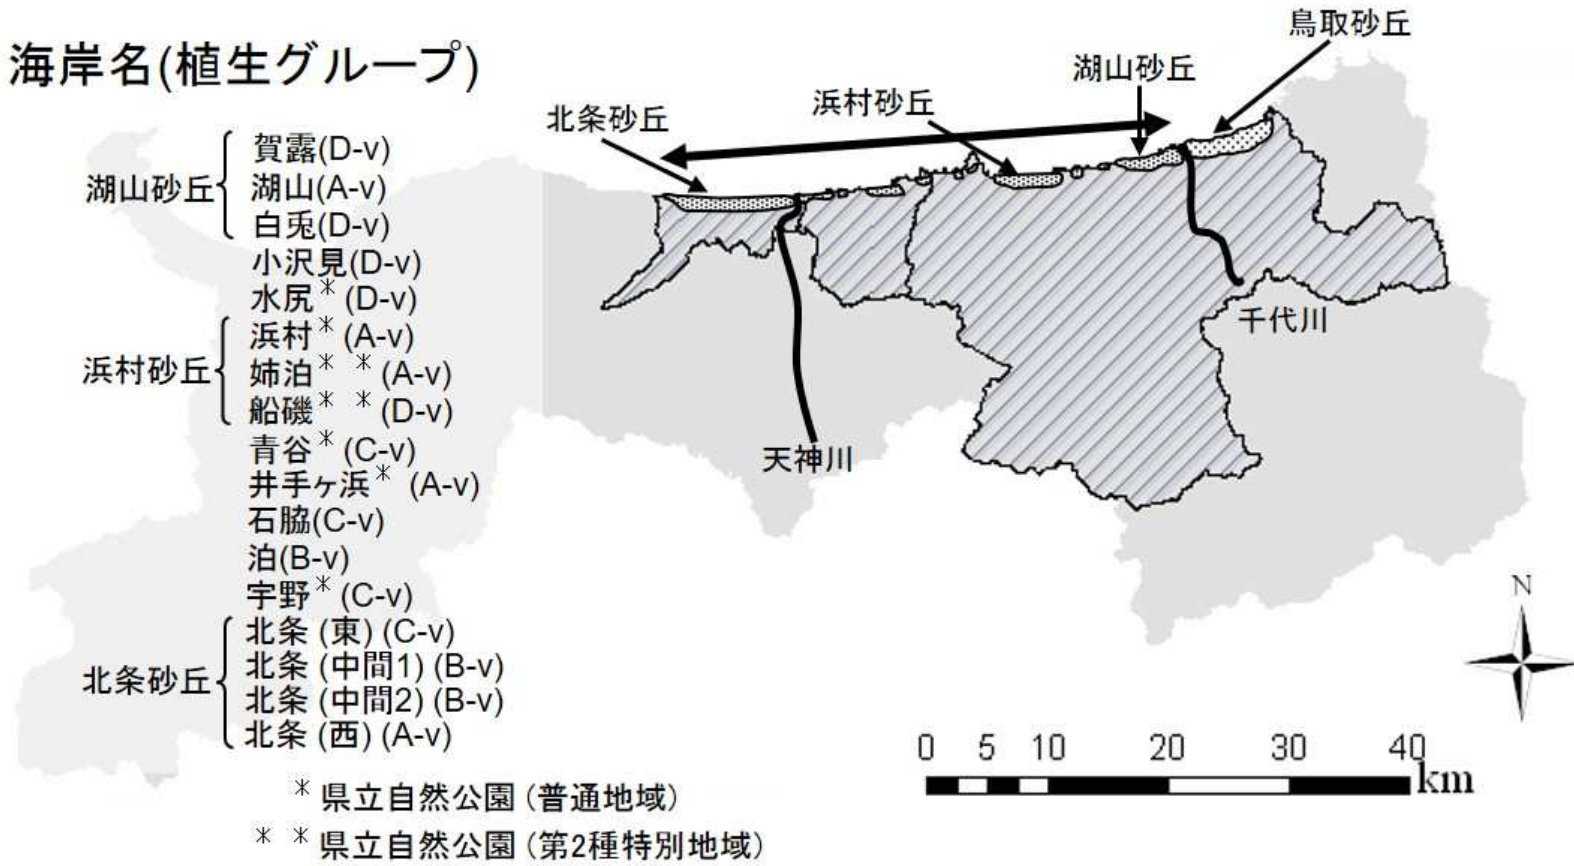 海岸名(植生グループ)
湖山砂丘
賀露(D-v)
湖山(A-v)
白兎(D-v)
小沢見(D-v)
水尻* (D-v)
浜村砂丘
浜村* (A-v)
姉泊* * (A-v)
船磯* * (D-v)
青谷* (C-v)
井手ヶ浜* (A-v)
石脇(C-v)
泊(B-v)
宇野* (C-v)
北条砂丘
北条 (東) (C-v)
北条 (中間1) (B-v)
北条 (中間2) (B-v)
北条 (西) (A-v)
* 県立自然公園 (普通地域)
* * 県立自然公園 (第2種特別地域)
北条砂丘
浜村砂丘
湖山砂丘
鳥取砂丘
天神川
千代川
N
0 5 10 20 30 40
km